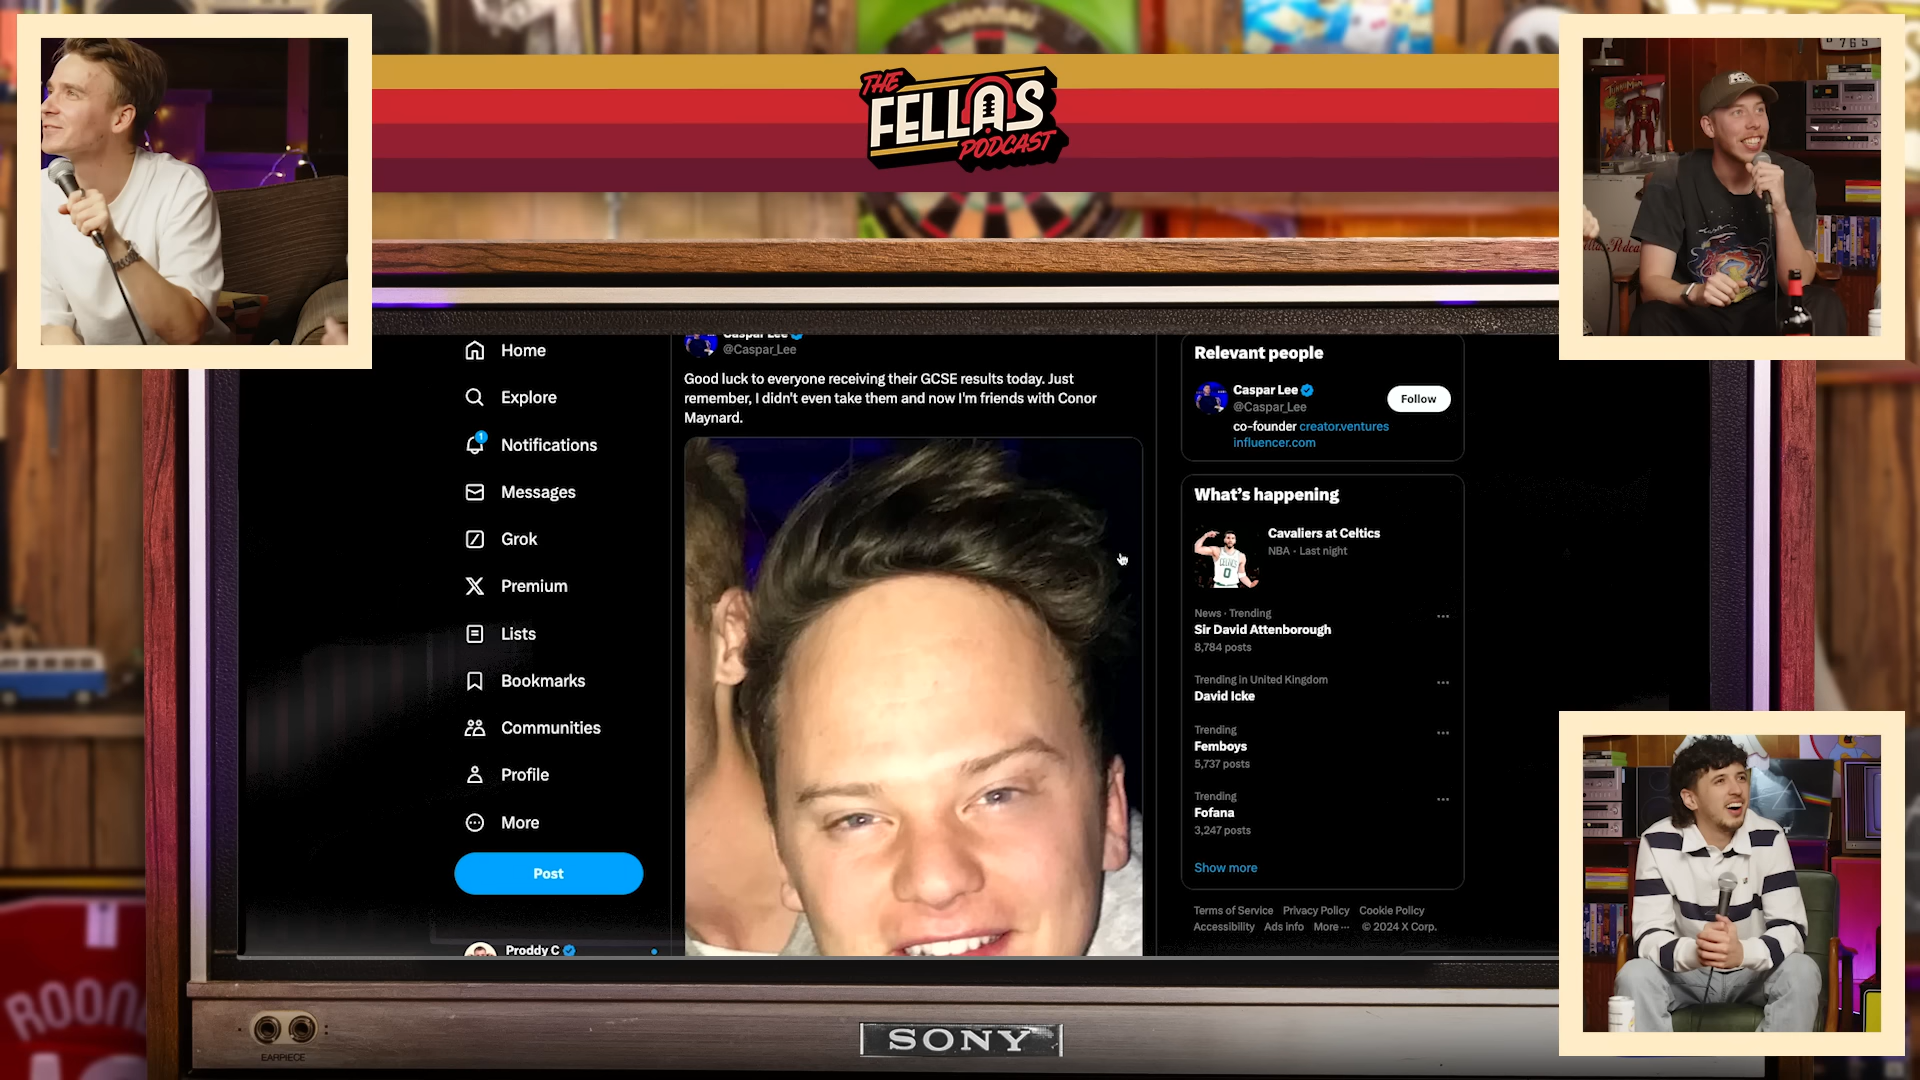 THE
FELLAS
PODCAST
Home
Explore
1
Notifications
Messages
Grok
Premium
Lists
Bookmarks
Communities
Profile
More
Post
Proddy C
Caspar Lee
@Caspar_Lee
Good luck to everyone receiving their GCSE results today. Just
remember, I didn't even take them and now I'm friends with Conor
Maynard.
Relevant people
Caspar Lee
@Caspar_Lee
Follow
co-founder creator.ventures
influencer.com
What's happening
Cavaliers at Celtics
NBA · Last night
News · Trending
Sir David Attenborough
8,784 posts
Trending in United Kingdom
David Icke
Trending
Femboys
5,737 posts
Trending
Fofana
3,247 posts
Show more
Terms of Service Privacy Policy Cookie Policy
Accessibility Ads info More ··· © 2024 X Corp.
EARPIECE
SONY